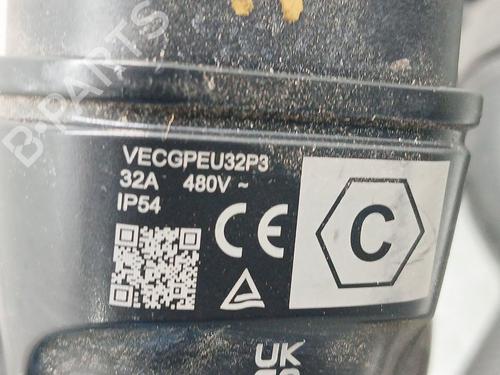 B-PARTS
VECGPEU32P3
32A 480V ~
IP54
CE
C
UK